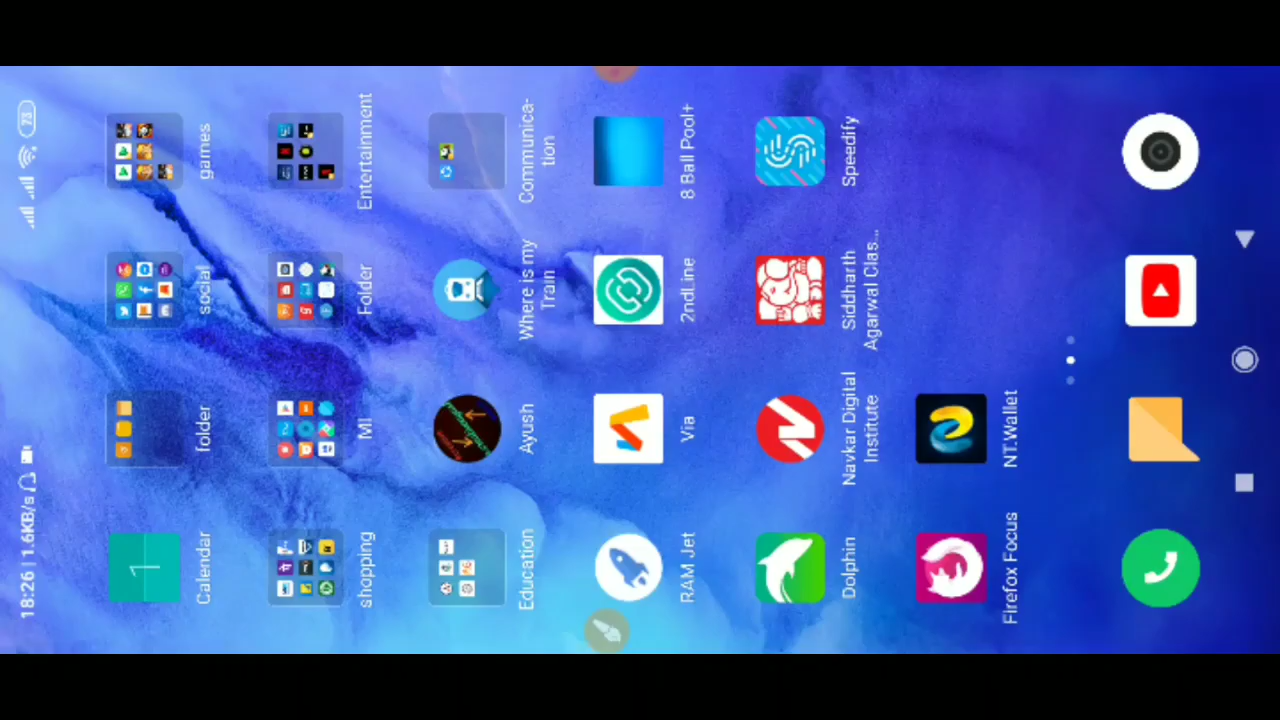 18:26 | 1.6KB/s
73
Calendar
1
folder
social
games
shopping
MI
Folder
Entertainment
Education
Ayush
Where is my
Train
Communica-
tion
RAM Jet
Via
2ndLine
8 Ball Pool+
Dolphin
Navkar Digital
Institute
Siddharth
Agarwal Clas...
Speedify
Firefox Focus
NT.Wallet